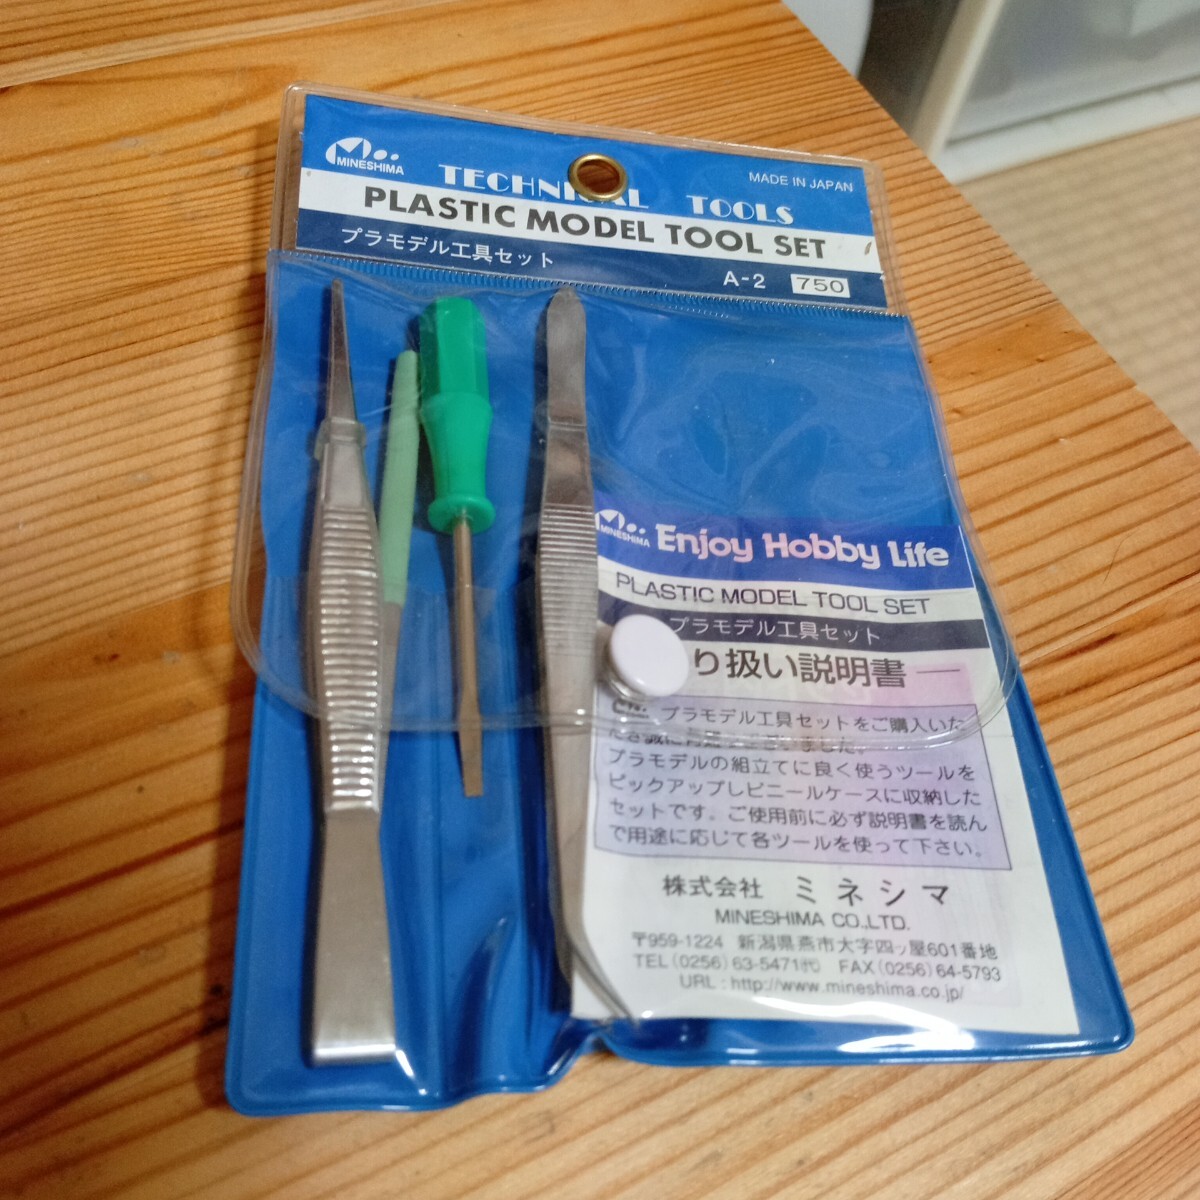 MINESHIMA
TECHNICAL TOOLS
MADE IN JAPAN
PLASTIC MODEL TOOL SET
プラモデル工具セット
A-2 750
MINESHIMA
Enjoy Hobby Life
PLASTIC MODEL TOOL SET
プラモデル工具セット
り扱い説明書
プラモデル工具セットをご購入いた
プラモデルの組立てに良く使うツールを
ピックアップしビニールケースに収納した
セットです。ご使用前に必ず説明書を読ん
で用途に応じて各ツールを使って下さい。
株式会社 ミネシマ
MINESHIMA CO.,LTD.
〒959-1224 新潟県燕市大字四ッ屋601番地
TEL(0256)63-5471代 FAX(0256)64-5793
URL:http://www.mineshima.co.jp/